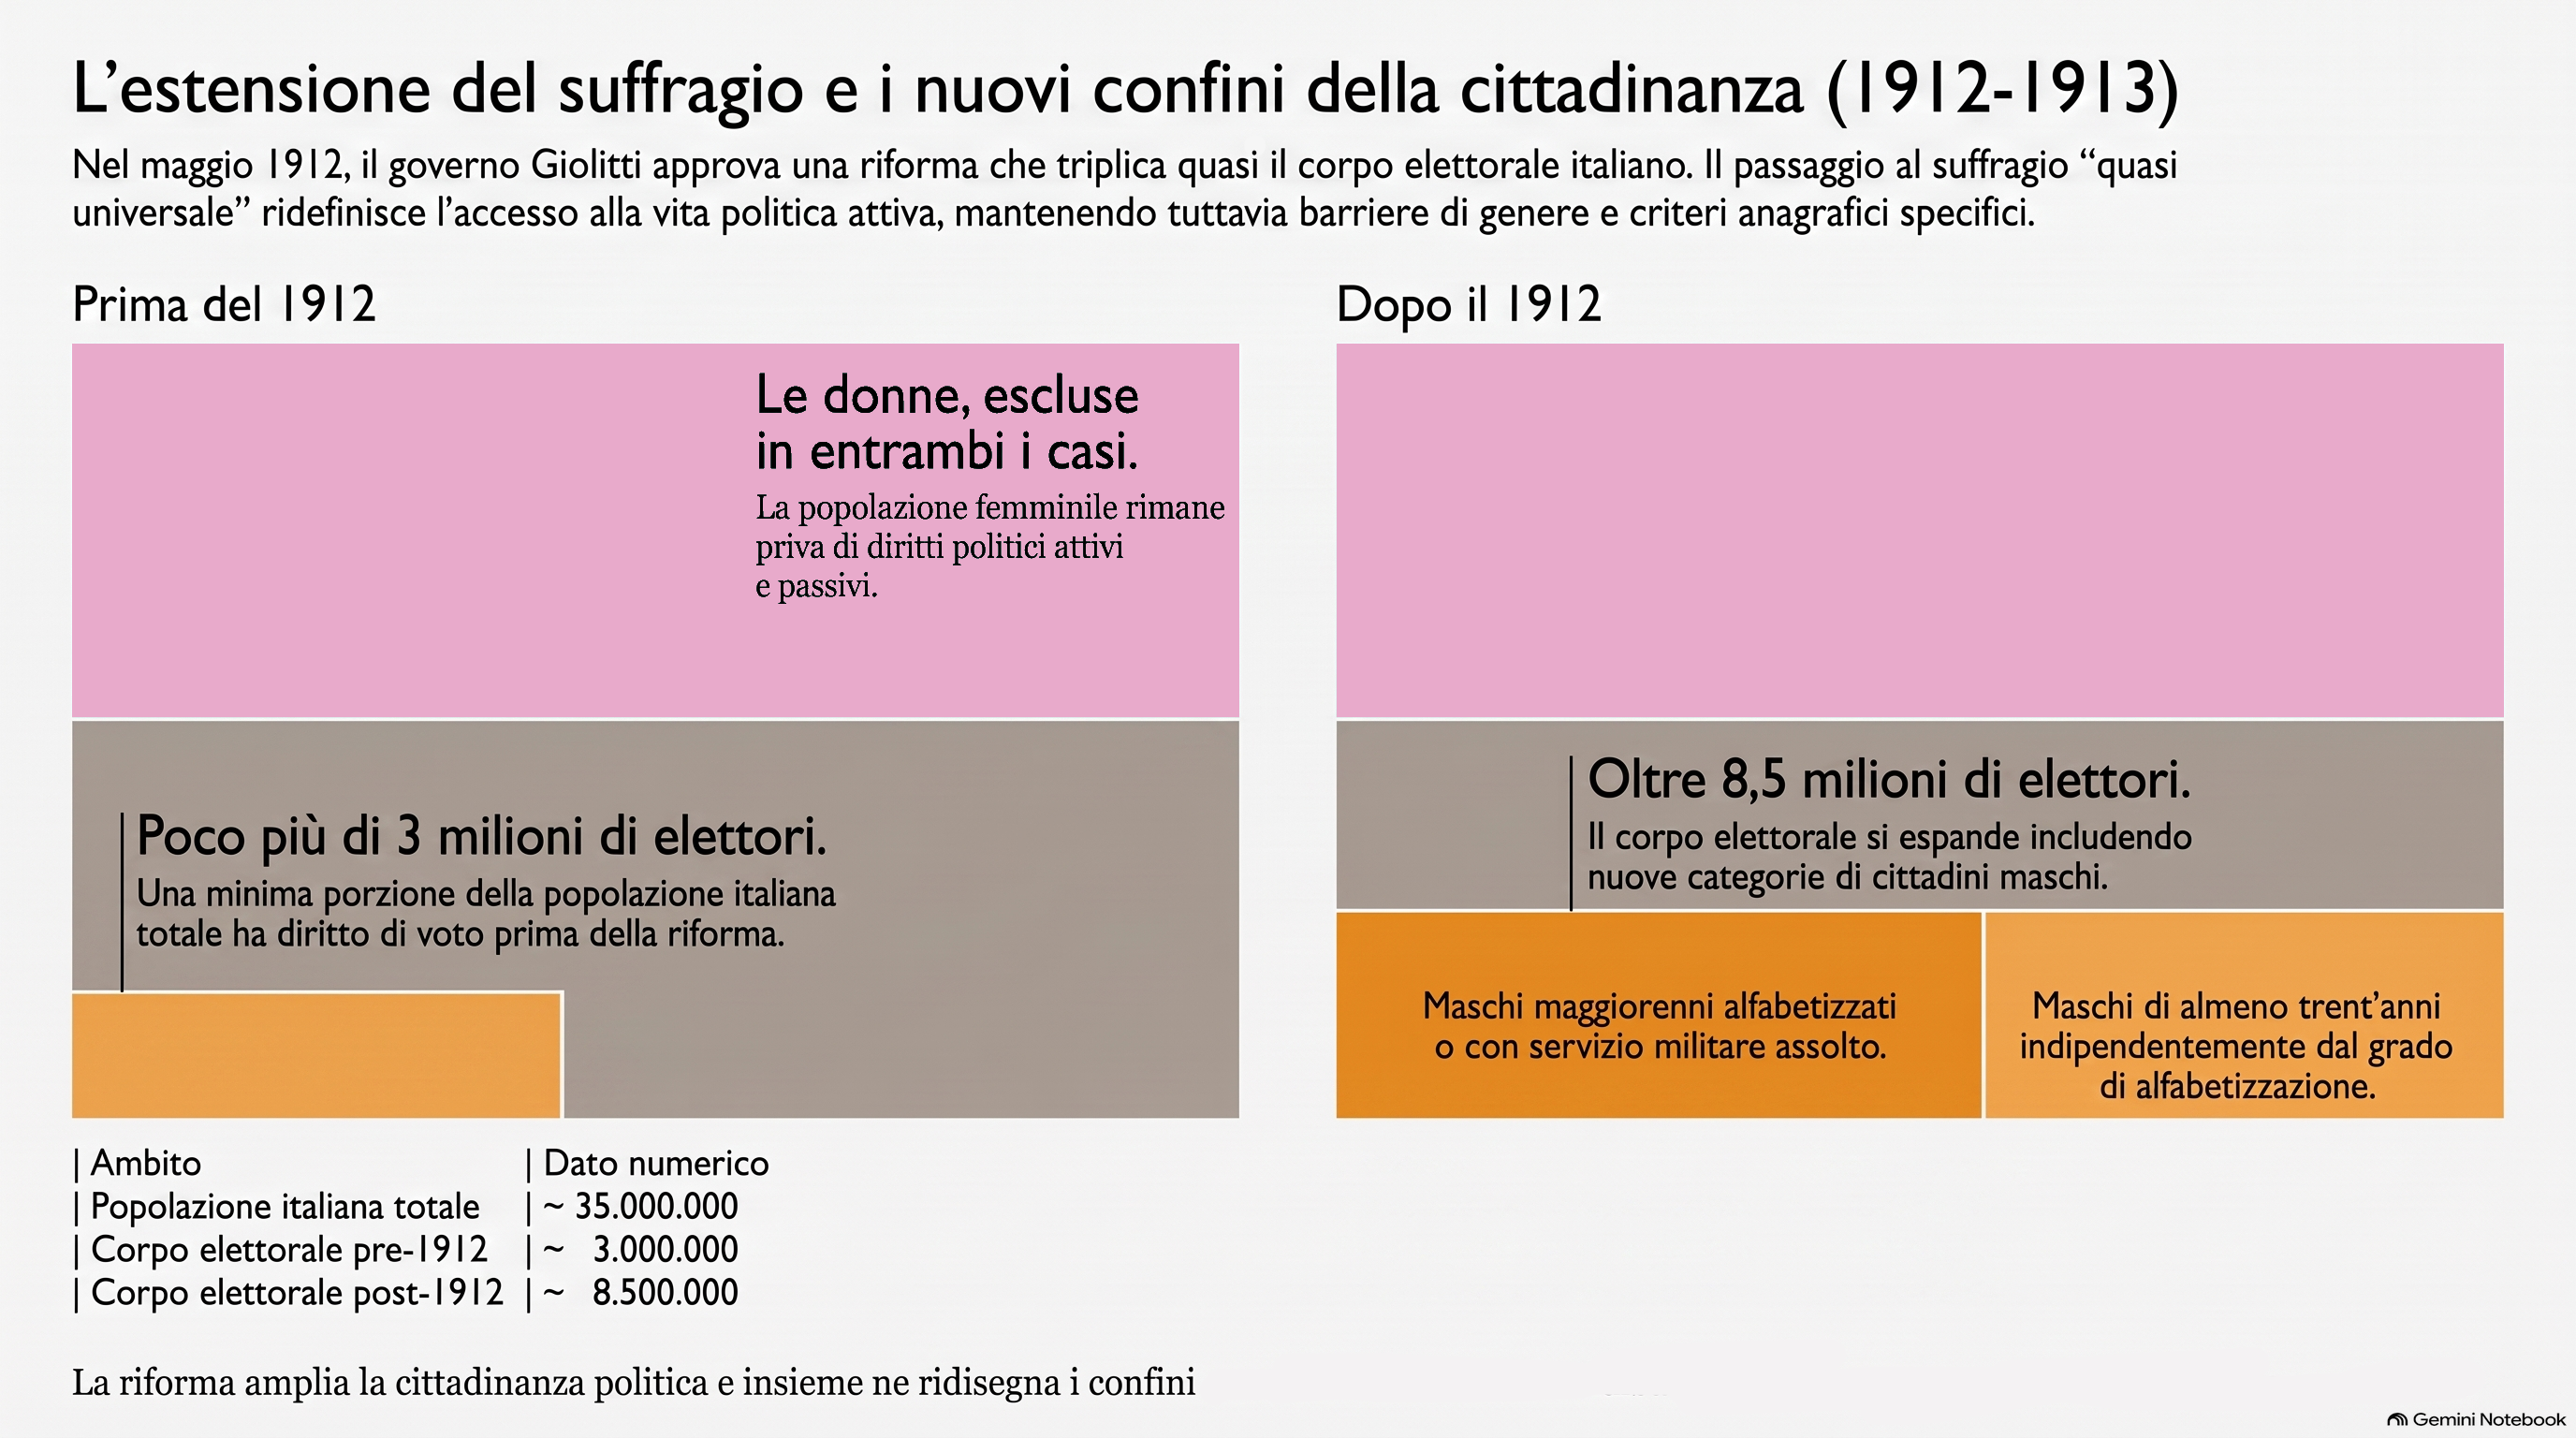 L’estensione del suffragio e i nuovi confini della cittadinanza (1912-1913)
Nel maggio 1912, il governo Giolitti approva una riforma che triplica quasi il corpo elettorale italiano. Il passaggio al suffragio “quasi
universale” ridefinisce l’accesso alla vita politica attiva, mantenendo tuttavia barriere di genere e criteri anagrafici specifici.
Prima del 1912
Le donne, escluse
in entrambi i casi.
La popolazione femminile rimane
priva di diritti politici attivi
e passivi.
Poco più di 3 milioni di elettori.
Una minima porzione della popolazione italiana
totale ha diritto di voto prima della riforma.
Dopo il 1912
Oltre 8,5 milioni di elettori.
Il corpo elettorale si espande includendo
nuove categorie di cittadini maschi.
Maschi maggiorenni alfabetizzati
o con servizio militare assolto.
Maschi di almeno trent’anni
indipendentemente dal grado
di alfabetizzazione.
| Ambito | Dato numerico
| Popolazione italiana totale | ~ 35.000.000
| Corpo elettorale pre-1912 | ~ 3.000.000
| Corpo elettorale post-1912 | ~ 8.500.000
La riforma amplia la cittadinanza politica e insieme ne ridisegna i confini
Gemini Notebook